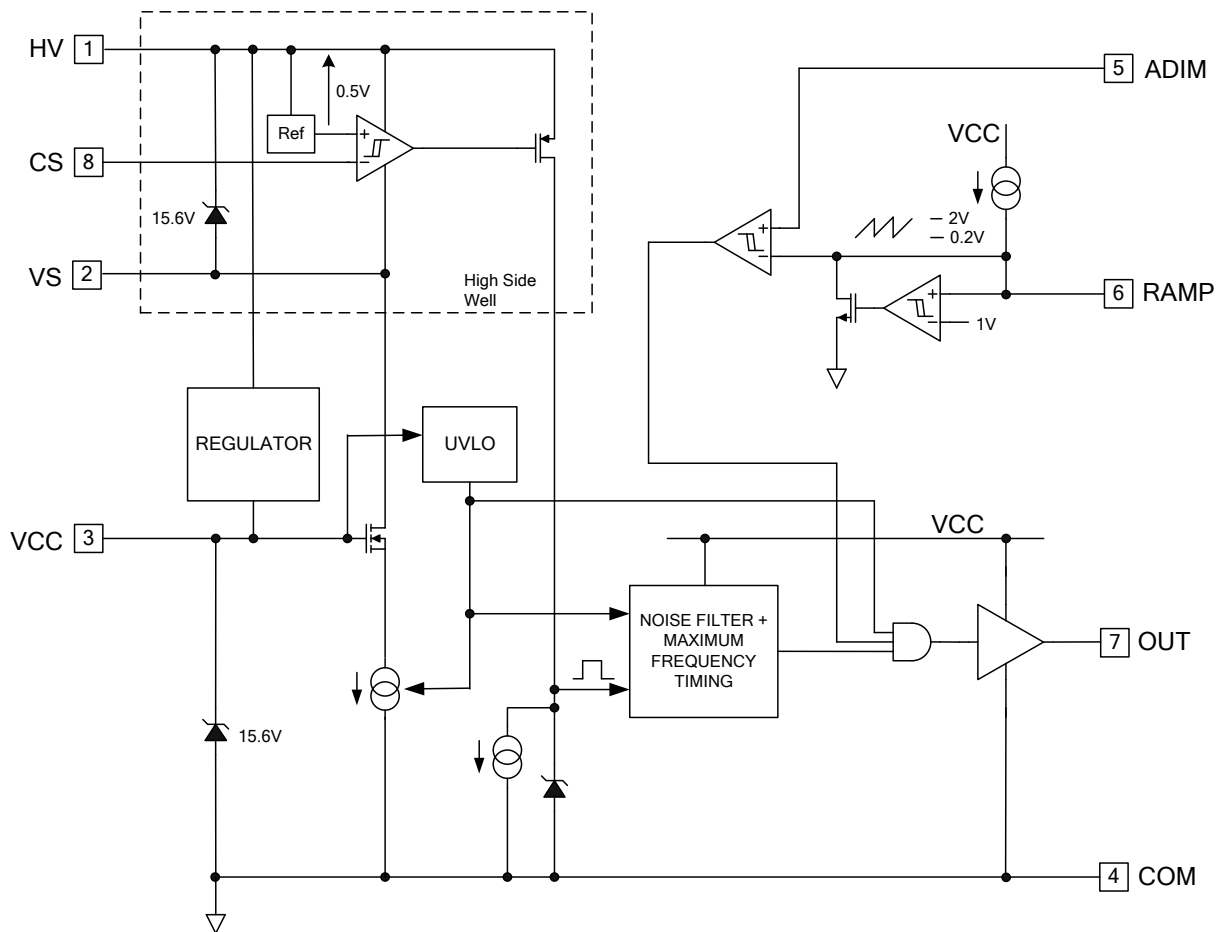 HV 1
0.5V
Ref
+
−
CS 8
15.6V
VS 2
High Side
Well
5 ADIM
VCC
+
−
– 2V
– 0.2V
+
−
1V
6 RAMP
REGULATOR
UVLO
VCC 3
VCC
NOISE FILTER +
MAXIMUM
FREQUENCY
TIMING
7 OUT
15.6V
4 COM